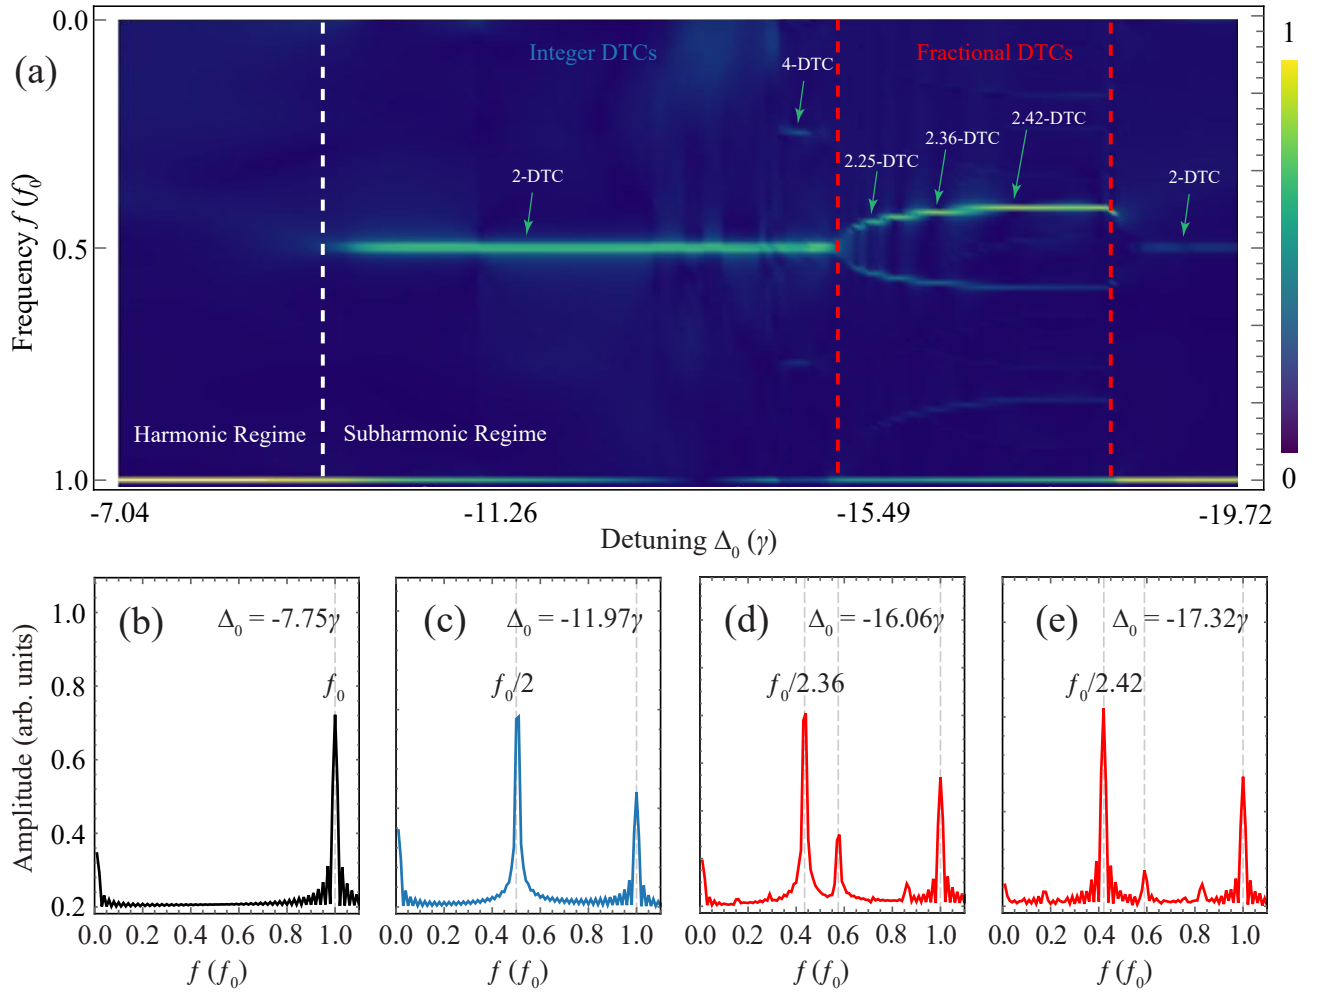 (a)
0.0
0.5
1.0
Frequency f (f0)
Integer DTCs
Fractional DTCs
4-DTC
2-DTC
2.25-DTC
2.36-DTC
2.42-DTC
2-DTC
Harmonic Regime
Subharmonic Regime
1
0
-7.04
-11.26
-15.49
-19.72
Detuning Δ0 (γ)
Amplitude (arb. units)
1.0
0.8
0.6
0.4
0.2
(b)
Δ0 = -7.75γ
f0
0.0 0.2 0.4 0.6 0.8 1.0
f (f0)
(c)
Δ0 = -11.97γ
f0/2
0.0 0.2 0.4 0.6 0.8 1.0
f (f0)
(d)
Δ0 = -16.06γ
f0/2.36
0.0 0.2 0.4 0.6 0.8 1.0
f (f0)
(e)
Δ0 = -17.32γ
f0/2.42
0.0 0.2 0.4 0.6 0.8 1.0
f (f0)